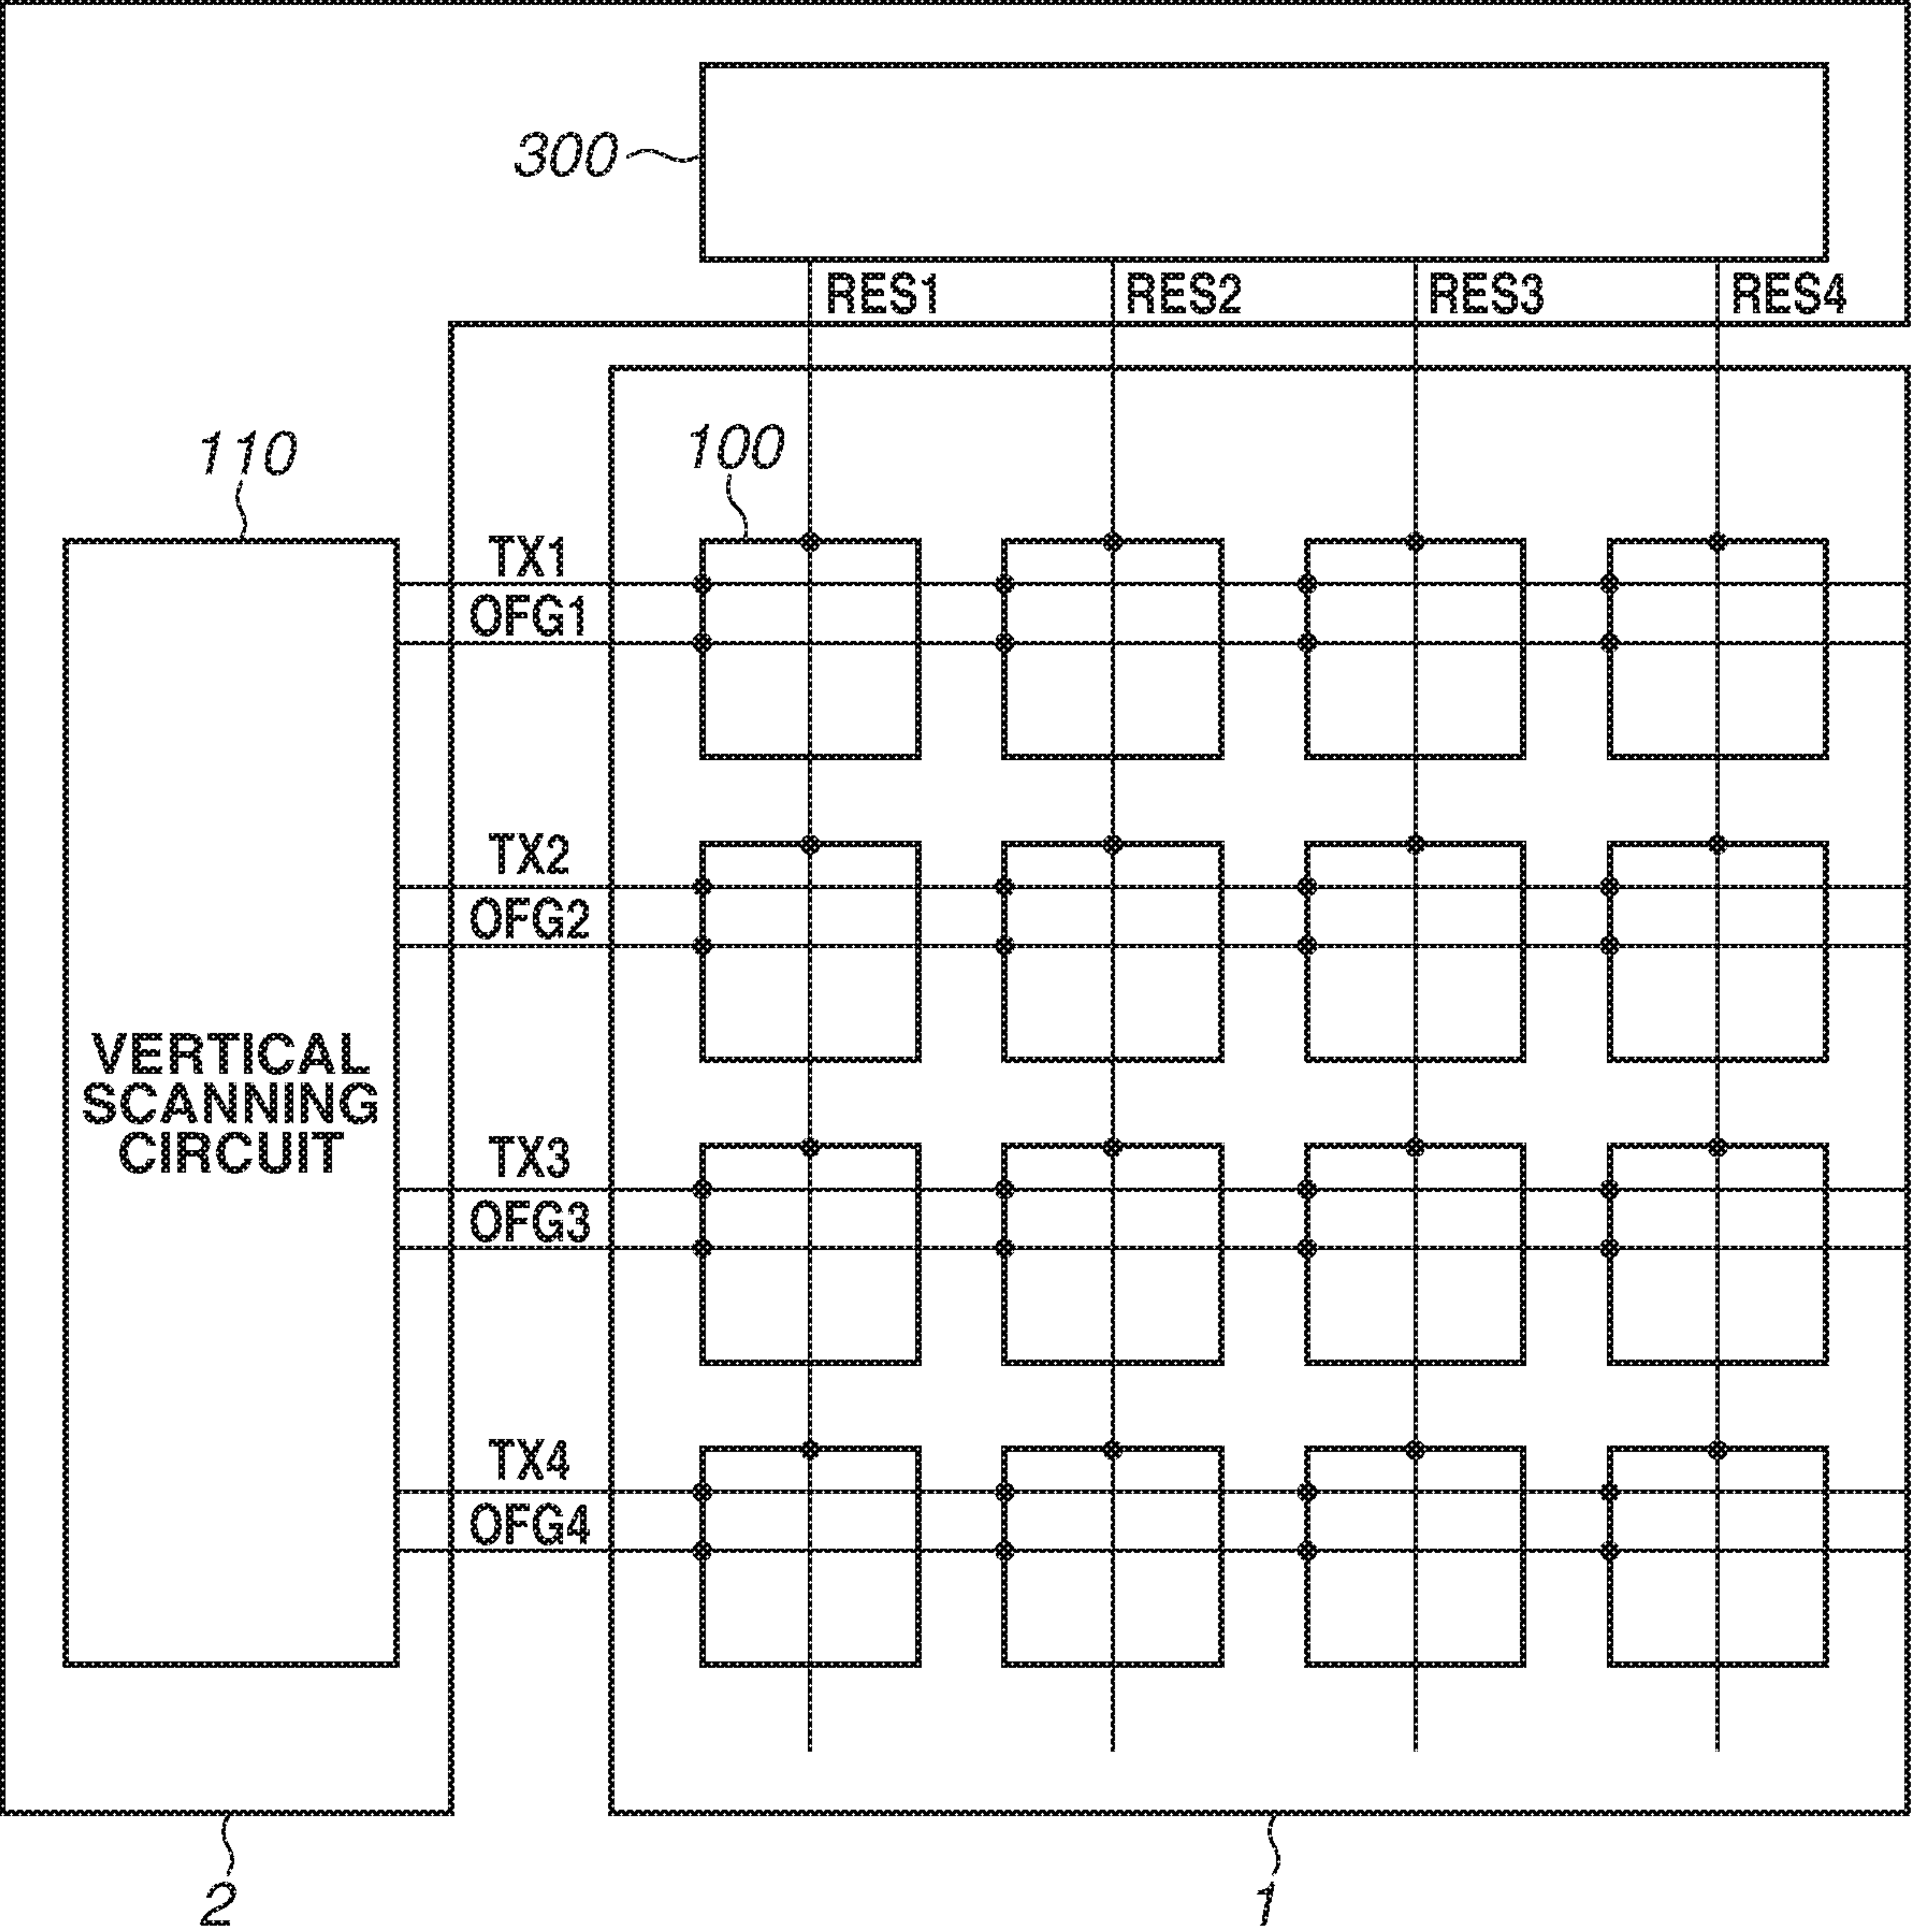 300
RES1 RES2 RES3 RES4
110
100
TX1
OFG1
TX2
OFG2
VERTICAL
SCANNING
CIRCUIT
TX3
OFG3
TX4
OFG4
2
1